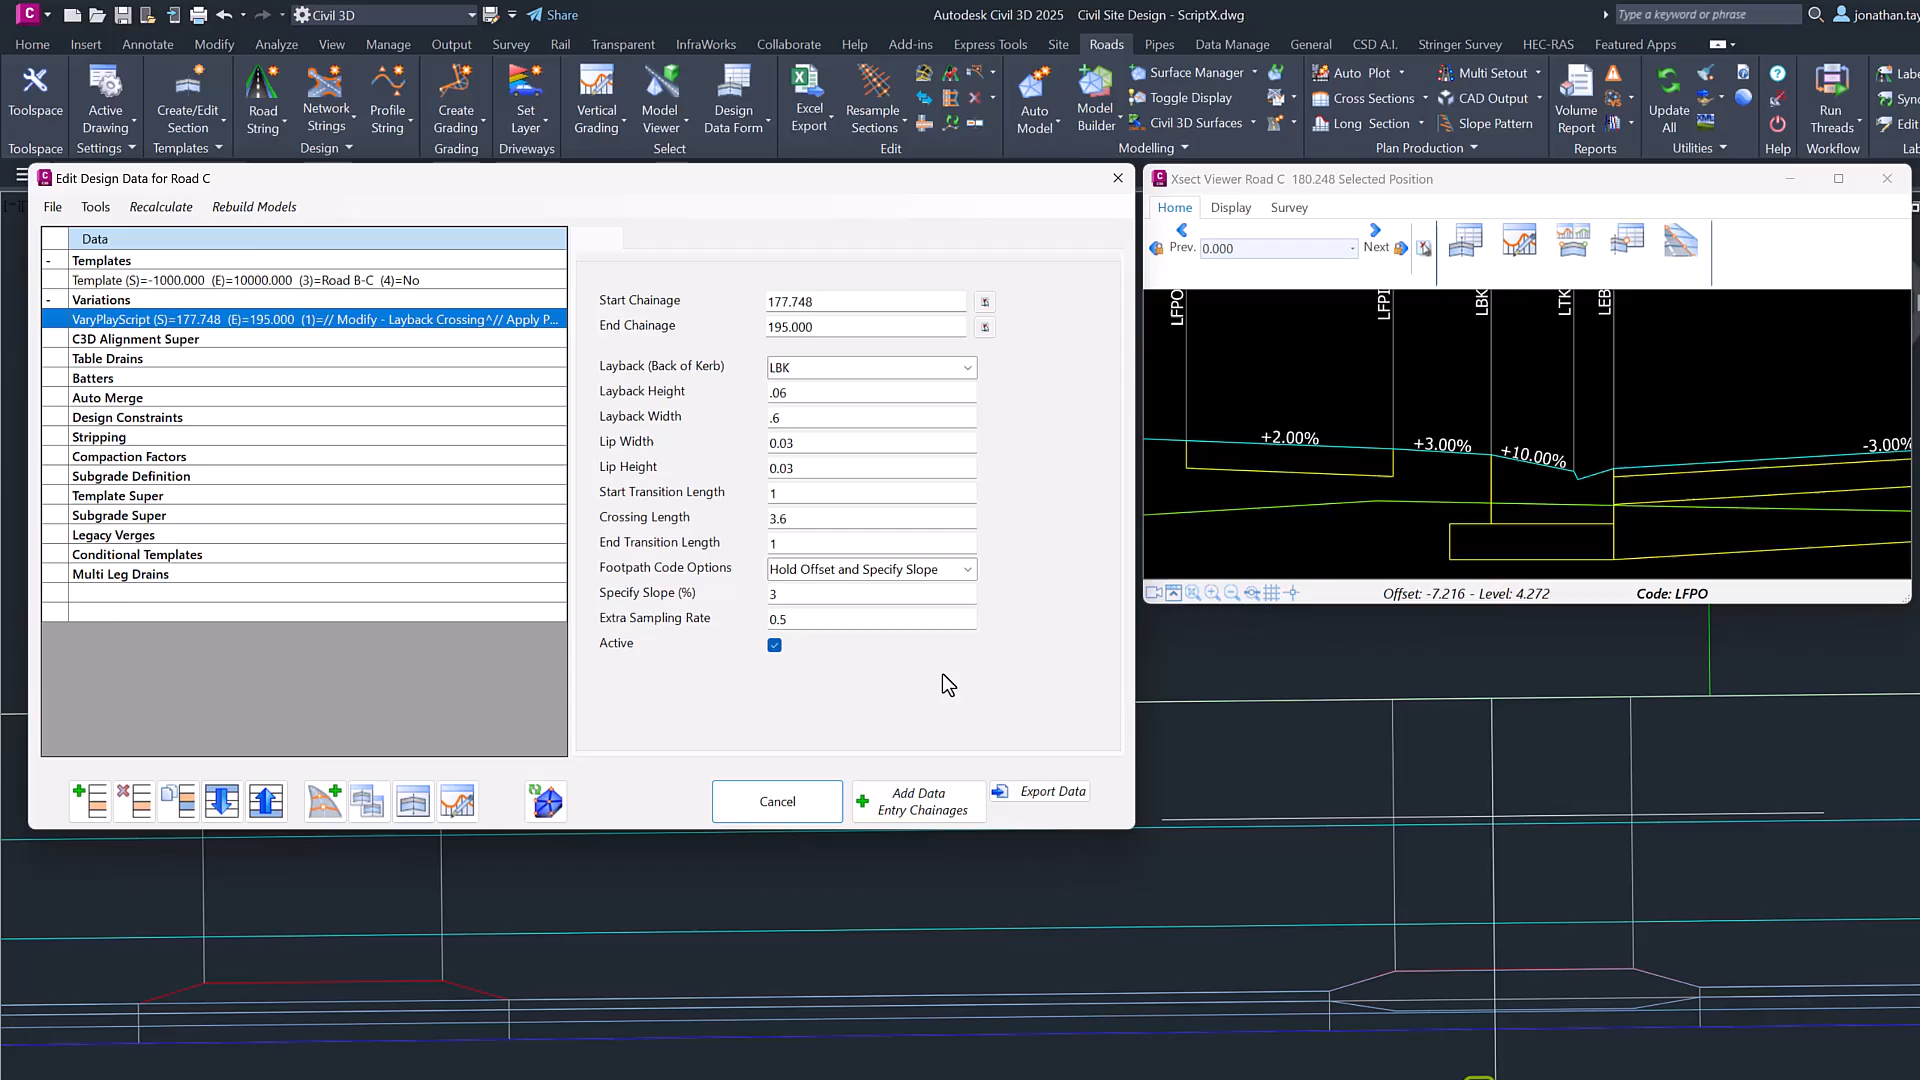 Civil 3D
Share
Autodesk Civil 3D 2025 Civil Site Design - ScriptX.dwg
Type a keyword or phrase
jonathan.tay
Home Insert Annotate Modify Analyze View Manage Output Survey Rail Transparent InfraWorks Collaborate Help Add-ins Express Tools Site Roads Pipes Data Manage General CSD A.I. Stringer Survey HEC-RAS Featured Apps
Toolspace
Active Drawing
Create/Edit Section
Road String
Network Strings
Profile String
Create Grading
Set Layer
Vertical Grading
Model Viewer
Design Data Form
Excel Export
Resample Sections
Auto Model
Model Builder
Surface Manager
Toggle Display
Civil 3D Surfaces
Auto Plot
Cross Sections
Long Section
Multi Setout
CAD Output
Slope Pattern
Volume Report
Update All
Run Threads
Labe
Sync
Edit
Toolspace Settings Templates Design Grading Driveways Select Edit Modelling Plan Production Reports Utilities Help Workflow
Edit Design Data for Road C
File Tools Recalculate Rebuild Models
Data
- Templates
Template (S)=-1000.000 (E)=10000.000 (3)=Road B-C (4)=No
- Variations
VaryPlayScript (S)=177.748 (E)=195.000 (1)=// Modify - Layback Crossing^// Apply P...
C3D Alignment Super
Table Drains
Batters
Auto Merge
Design Constraints
Stripping
Compaction Factors
Subgrade Definition
Template Super
Subgrade Super
Legacy Verges
Conditional Templates
Multi Leg Drains
Start Chainage 177.748
End Chainage 195.000
Layback (Back of Kerb) LBK
Layback Height .06
Layback Width .6
Lip Width 0.03
Lip Height 0.03
Start Transition Length 1
Crossing Length 3.6
End Transition Length 1
Footpath Code Options Hold Offset and Specify Slope
Specify Slope (%) 3
Extra Sampling Rate 0.5
Active
Cancel
Add Data Entry Chainages
Export Data
Xsect Viewer Road C 180.248 Selected Position
Home Display Survey
Prev. 0.000 Next
LFPO
LFPI
LBK
LTK
LEB
+2.00%
+3.00%
+10.00%
-3.00%
Offset: -7.216 - Level: 4.272 Code: LFPO